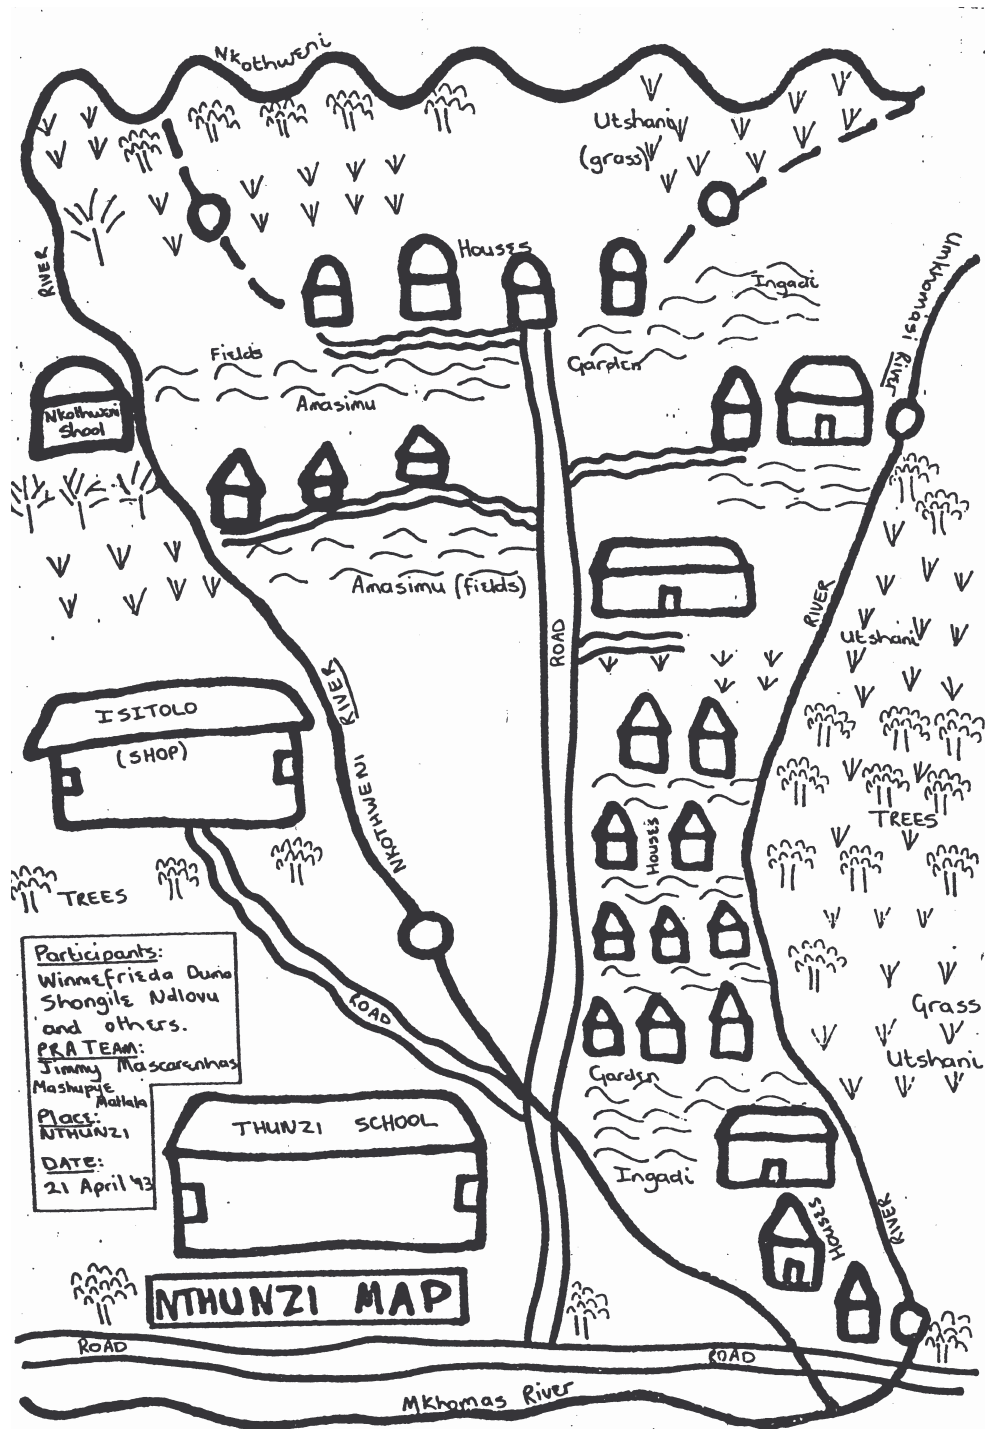 Nkothweni
Utshani
(grass)
Houses
RIVER
Umkhomasi River
Ingadi
Fields
Garden
Amasimu
Nkothweni
Shool
Amasimu (fields)
RIVER
ROAD
Utshani
RIVER
ISITOLO
(SHOP)
NKOTHWENI
TREES
Houses
TREES
Participants:
Winnefrieda Duma
Shongile Ndlovu
and others.
PRA TEAM:
Jimmy Mascarenhas
Mashupye
Matlala
Place:
NTHUNZI
DATE:
21 April '93
ROAD
Grass
Utshani
Garden
THUNZI SCHOOL
Ingadi
HOUSES
RIVER
NTHUNZI MAP
ROAD
ROAD
Mkhomas River